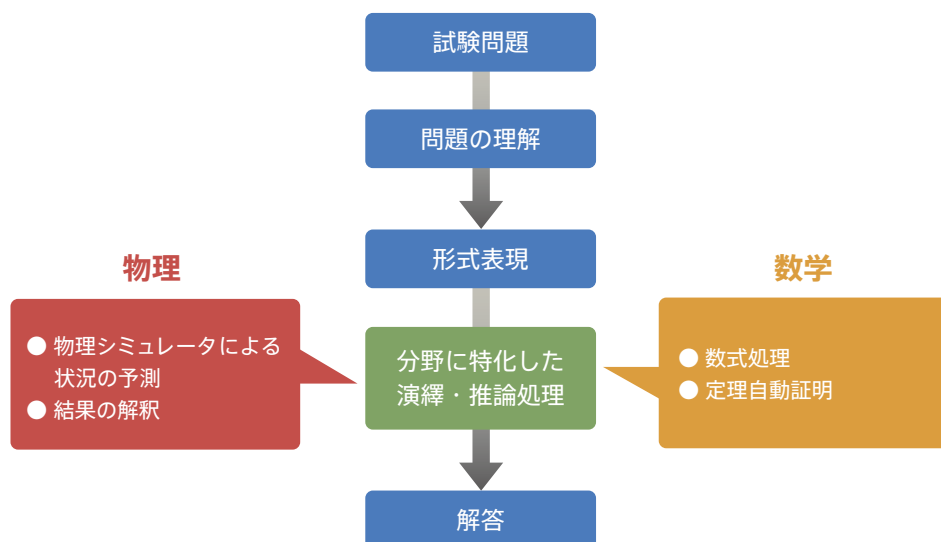 試験問題
問題の理解
形式表現
物理
● 物理シミュレータによる
状況の予測
● 結果の解釈
分野に特化した
演繹・推論処理
数学
● 数式処理
● 定理自動証明
解答